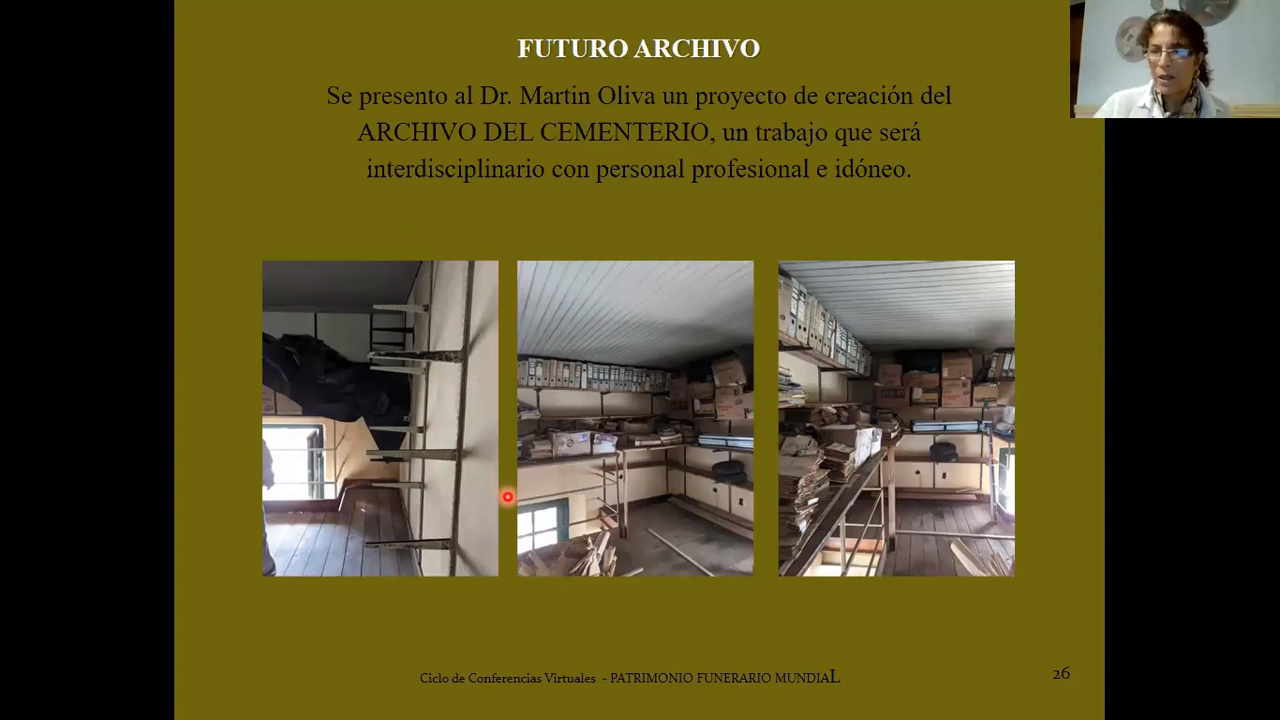 FUTURO ARCHIVO
Se presento al Dr. Martin Oliva un proyecto de creación del
ARCHIVO DEL CEMENTERIO, un trabajo que será
interdisciplinario con personal profesional e idóneo.
Ciclo de Conferencias Virtuales - PATRIMONIO FUNERARIO MUNDIAL
26